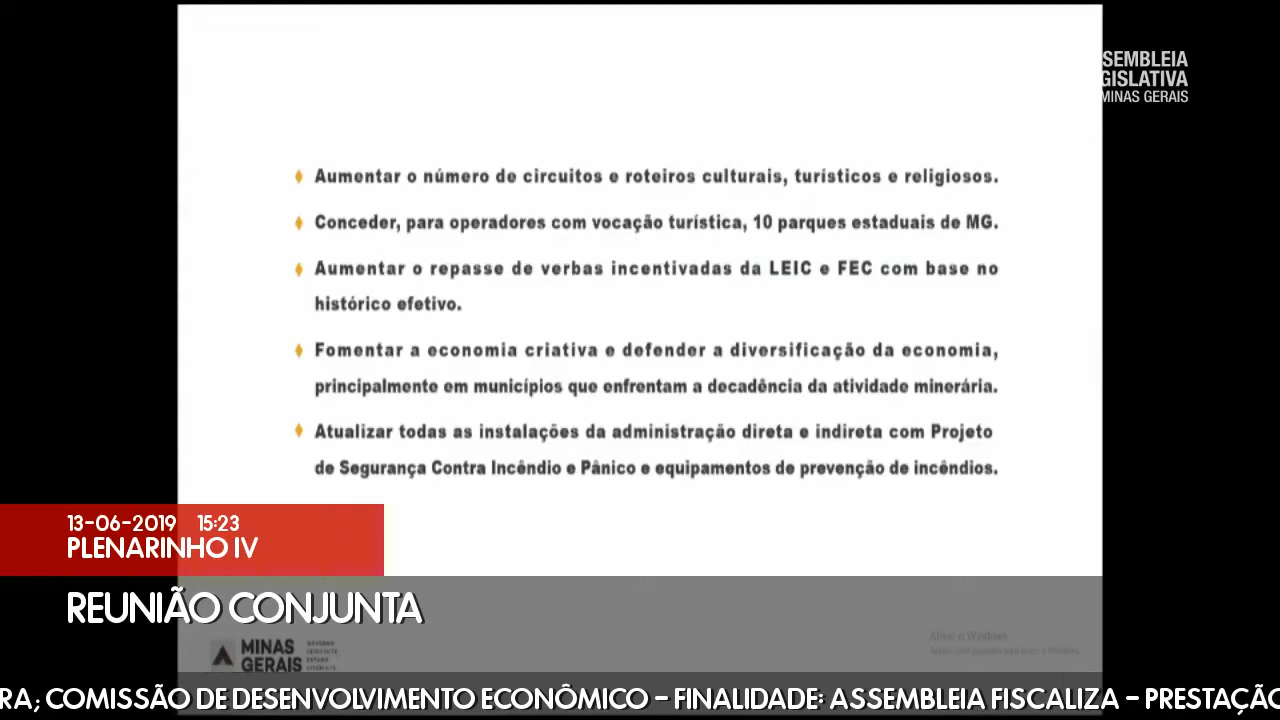 SEMBLEIA
GISLATIVA
MINAS GERAIS
Aumentar o número de circuitos e roteiros culturais, turísticos e religiosos.
Conceder, para operadores com vocação turística, 10 parques estaduais de MG.
Aumentar o repasse de verbas incentivadas da LEIC e FEC com base no
histórico efetivo.
Fomentar a economia criativa e defender a diversificação da economia,
principalmente em municípios que enfrentam a decadência da atividade minerária.
Atualizar todas as instalações da administração direta e indireta com Projeto
de Segurança Contra Incêndio e Pânico e equipamentos de prevenção de incêndios.
13-06-2019 15:23
PLENARINHO IV
REUNIÃO CONJUNTA
MINAS
GERAIS
Ativar o Windows
RA; COMISSÃO DE DESENVOLVIMENTO ECONÔMICO - FINALIDADE: ASSEMBLEIA FISCALIZA - PRESTAÇÃO